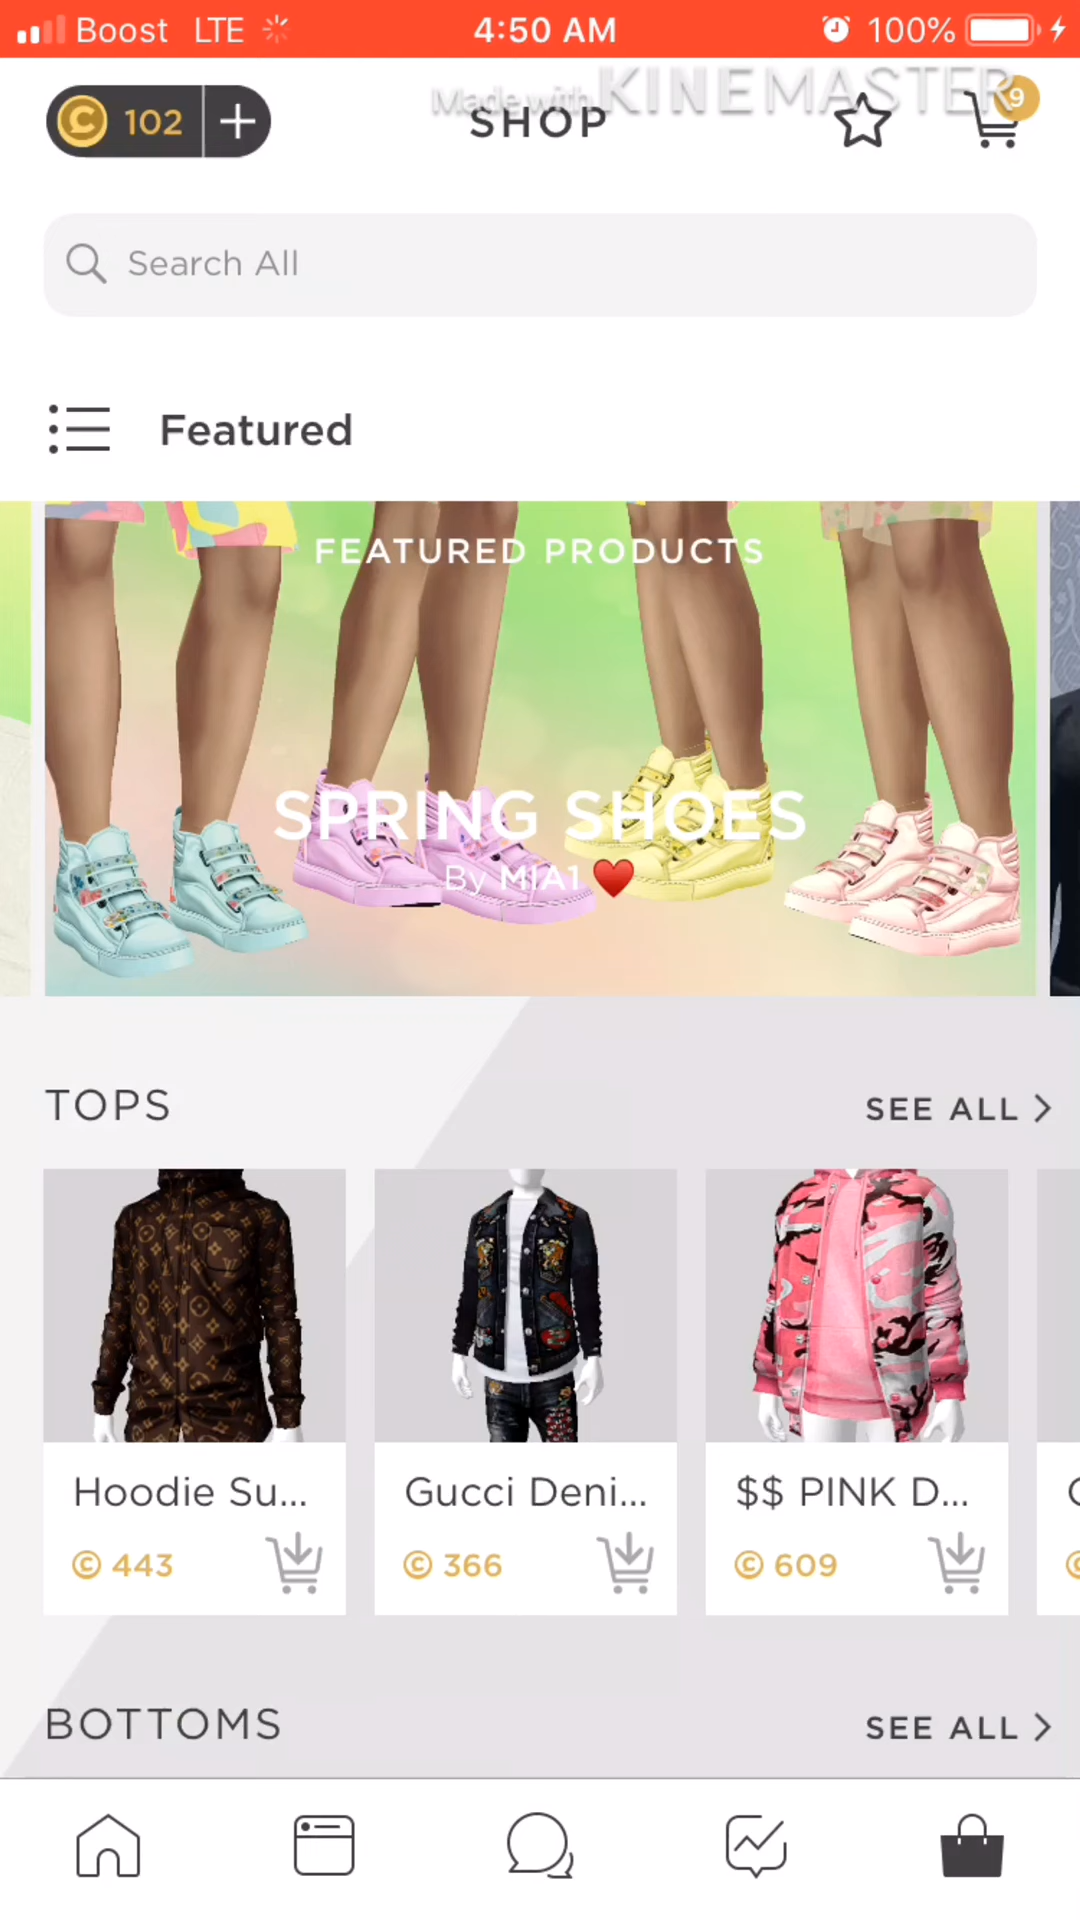 Boost LTE 4:50 AM 100%
Made with KINEMASTER
102 + SHOP 9
Search All
Featured
FEATURED PRODUCTS
SPRING SHOES
By MIA1 ❤️
TOPS SEE ALL >
Hoodie Su... Gucci Deni... $$ PINK D...
© 443 © 366 © 609
BOTTOMS SEE ALL >